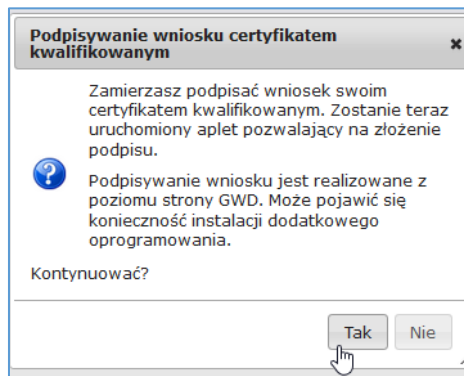 Podpisywanie wniosku certyfikatem
kwalifikowanym
Zamierzasz podpisać wniosek swoim
certyfikatem kwalifikowanym. Zostanie teraz
uruchomiony aplet pozwalający na złożenie
podpisu.
Podpisywanie wniosku jest realizowane z
poziomu strony GWD. Może pojawić się
konieczność instalacji dodatkowego
oprogramowania.
Kontynuować?
Tak Nie